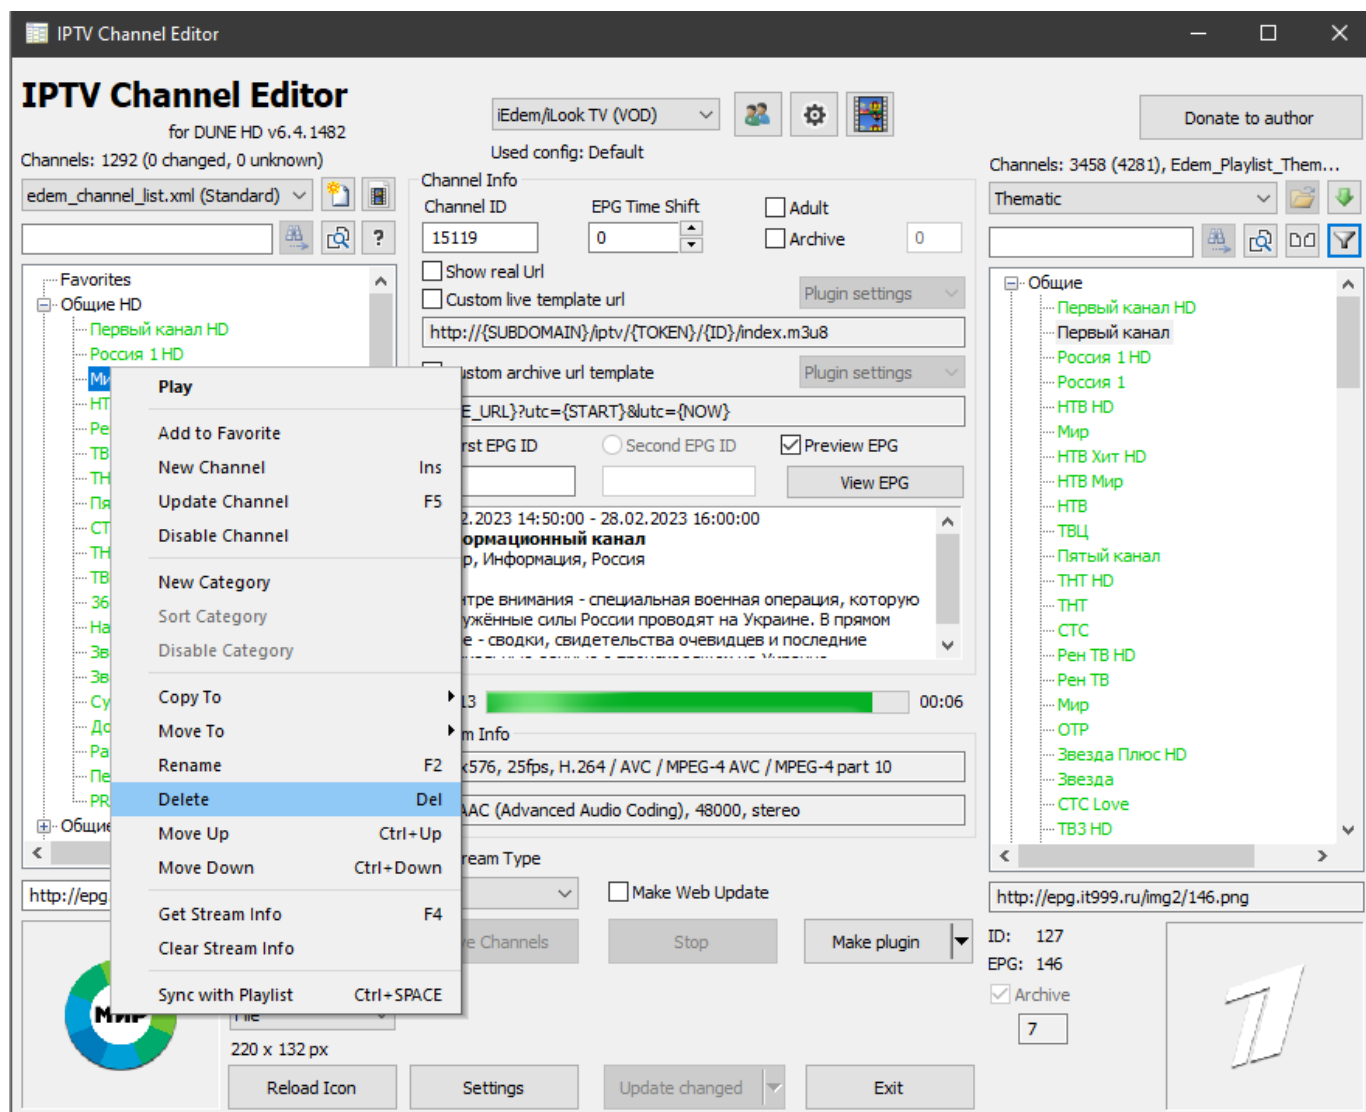 IPTV Channel Editor
IPTV Channel Editor
for DUNE HD v6.4.1482
Channels: 1292 (0 changed, 0 unknown)
edem_channel_list.xml (Standard)
?
Favorites
Общие HD
Первый канал HD
Россия 1 HD
Play
Add to Favorite
New Channel Ins
Update Channel F5
Disable Channel
New Category
Sort Category
Disable Category
Copy To
Move To
Rename F2
Delete Del
Move Up Ctrl+Up
Move Down Ctrl+Down
Get Stream Info F4
Clear Stream Info
Sync with Playlist Ctrl+SPACE
http://epg.
МИР
220 x 132 px
Reload Icon
iEdem/iLook TV (VOD)
Used config: Default
Channel Info
Channel ID EPG Time Shift
Adult
15119 0
Archive 0
Show real Url
Custom live template url Plugin settings
http://{SUBDOMAIN}/iptv/{TOKEN}/{ID}/index.m3u8
ustom archive url template Plugin settings
E_URL}?utc={START}&lutc={NOW}
rst EPG ID Second EPG ID Preview EPG
View EPG
2.2023 14:50:00 - 28.02.2023 16:00:00
ормационный канал
р, Информация, Россия
нтре внимания - специальная военная операция, которую
ужённые силы России проводят на Украине. В прямом
е - сводки, свидетельства очевидцев и последние
13 00:06
m Info
x576, 25fps, H.264 / AVC / MPEG-4 AVC / MPEG-4 part 10
AAC (Advanced Audio Coding), 48000, stereo
ream Type
Make Web Update
e Channels Stop Make plugin
Settings Update changed Exit
Donate to author
Channels: 3458 (4281), Edem_Playlist_Them...
Thematic
Общие
Первый канал HD
Первый канал
Россия 1 HD
Россия 1
НТВ HD
Мир
НТВ Хит HD
НТВ Мир
НТВ
ТВЦ
Пятый канал
ТНТ HD
ТНТ
СТС
Рен ТВ HD
Рен ТВ
Мир
ОТР
Звезда Плюс HD
Звезда
СТС Love
ТВ3 HD
http://epg.it999.ru/img2/146.png
ID: 127
EPG: 146
Archive
7